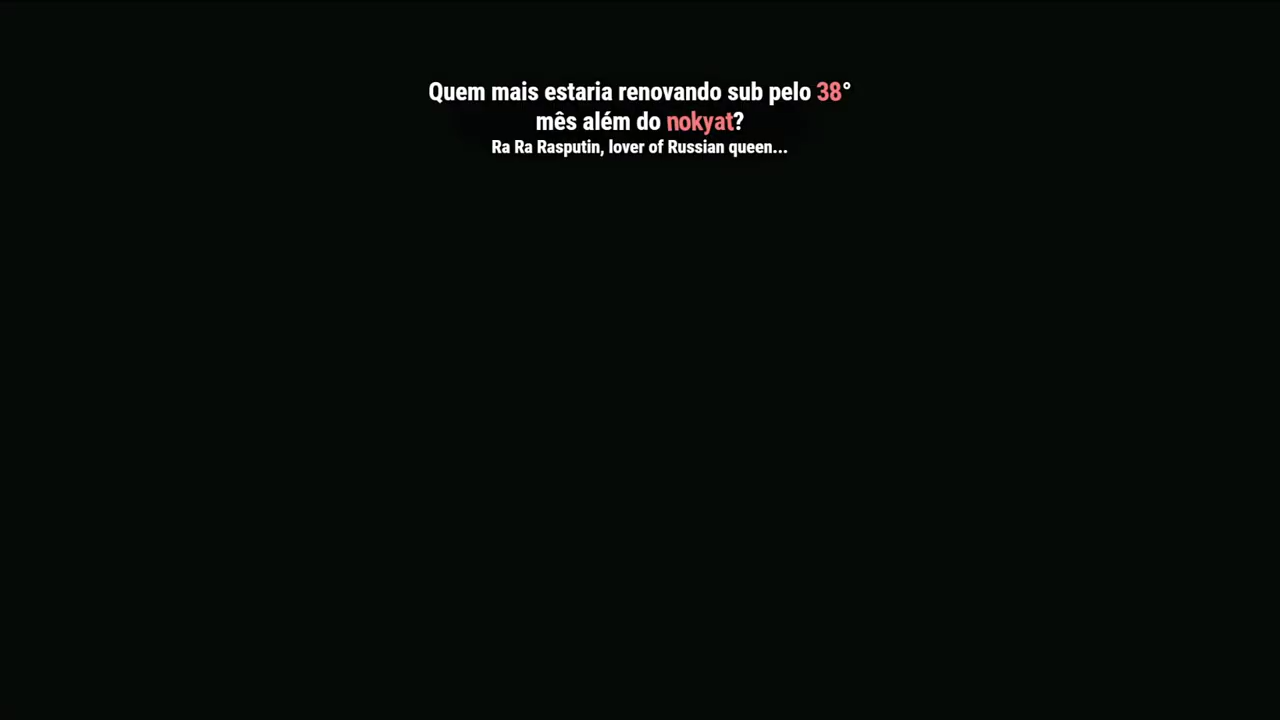 Quem mais estaria renovando sub pelo 38°
mês além do nokyat?
Ra Ra Rasputin, lover of Russian queen...